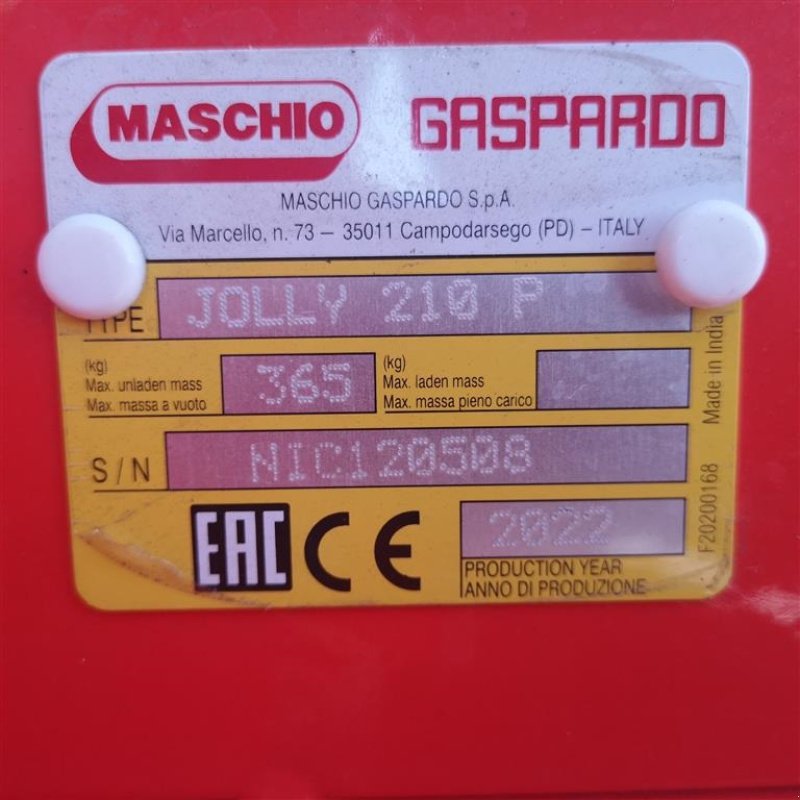 MASCHIO GASPARDO
MASCHIO GASPARDO S.p.A.
Via Marcello, n. 73 – 35011 Campodarsego (PD) – ITALY
TYPE JOLLY 210 P
(kg)
Max. unladen mass
Max. massa a vuoto
365
(kg)
Max. laden mass
Max. massa pieno carico
S/N NIC120508
EAC CE
2022
PRODUCTION YEAR
ANNO DI PRODUZIONE
F20200168 Made in India